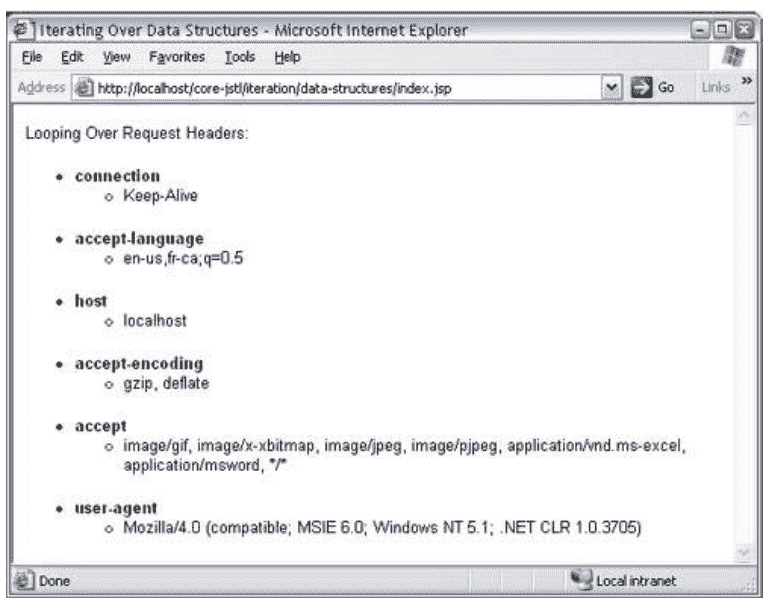 Iterating Over Data Structures - Microsoft Internet Explorer
File Edit View Favorites Tools Help
Address http://localhost/core-jstl/iteration/data-structures/index.jsp Go Links »
Looping Over Request Headers:
• connection
○ Keep-Alive
• accept-language
○ en-us,fr-ca;q=0.5
• host
○ localhost
• accept-encoding
○ gzip, deflate
• accept
○ image/gif, image/x-xbitmap, image/jpeg, image/pjpeg, application/vnd.ms-excel,
application/msword, */*
• user-agent
○ Mozilla/4.0 (compatible; MSIE 6.0; Windows NT 5.1; .NET CLR 1.0.3705)
Done Local intranet